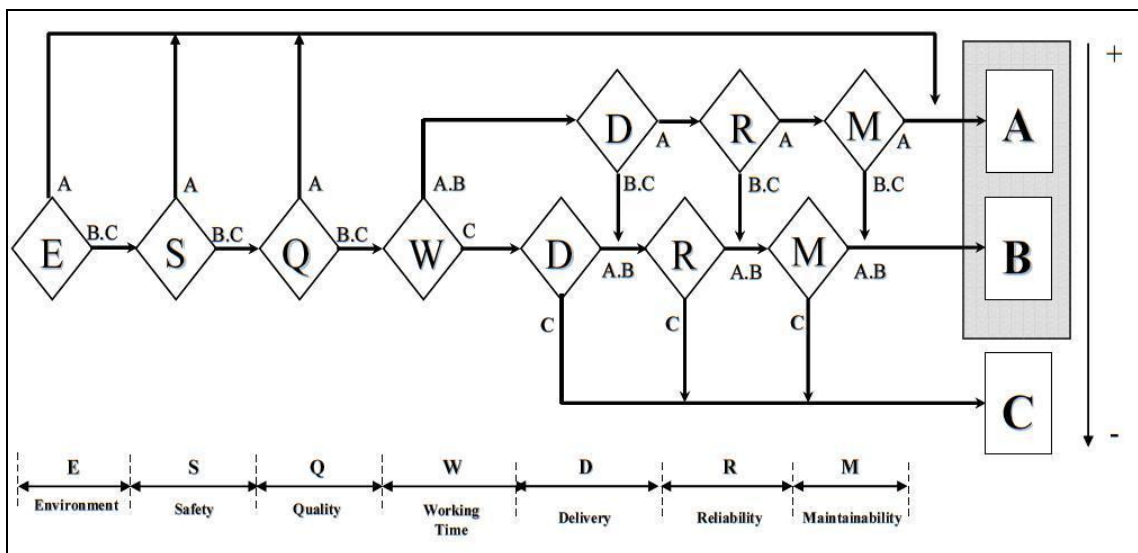 +
D
R
M
A
A
A
A
B.C
B.C
B.C
A
A
A
A.B
E
B.C
S
B.C
Q
B.C
W
C
D
A.B
R
A.B
M
A.B
B
C
C
C
C
-
E
S
Q
W
D
R
M
Environment
Safety
Quality
Working
Time
Delivery
Reliability
Maintainability